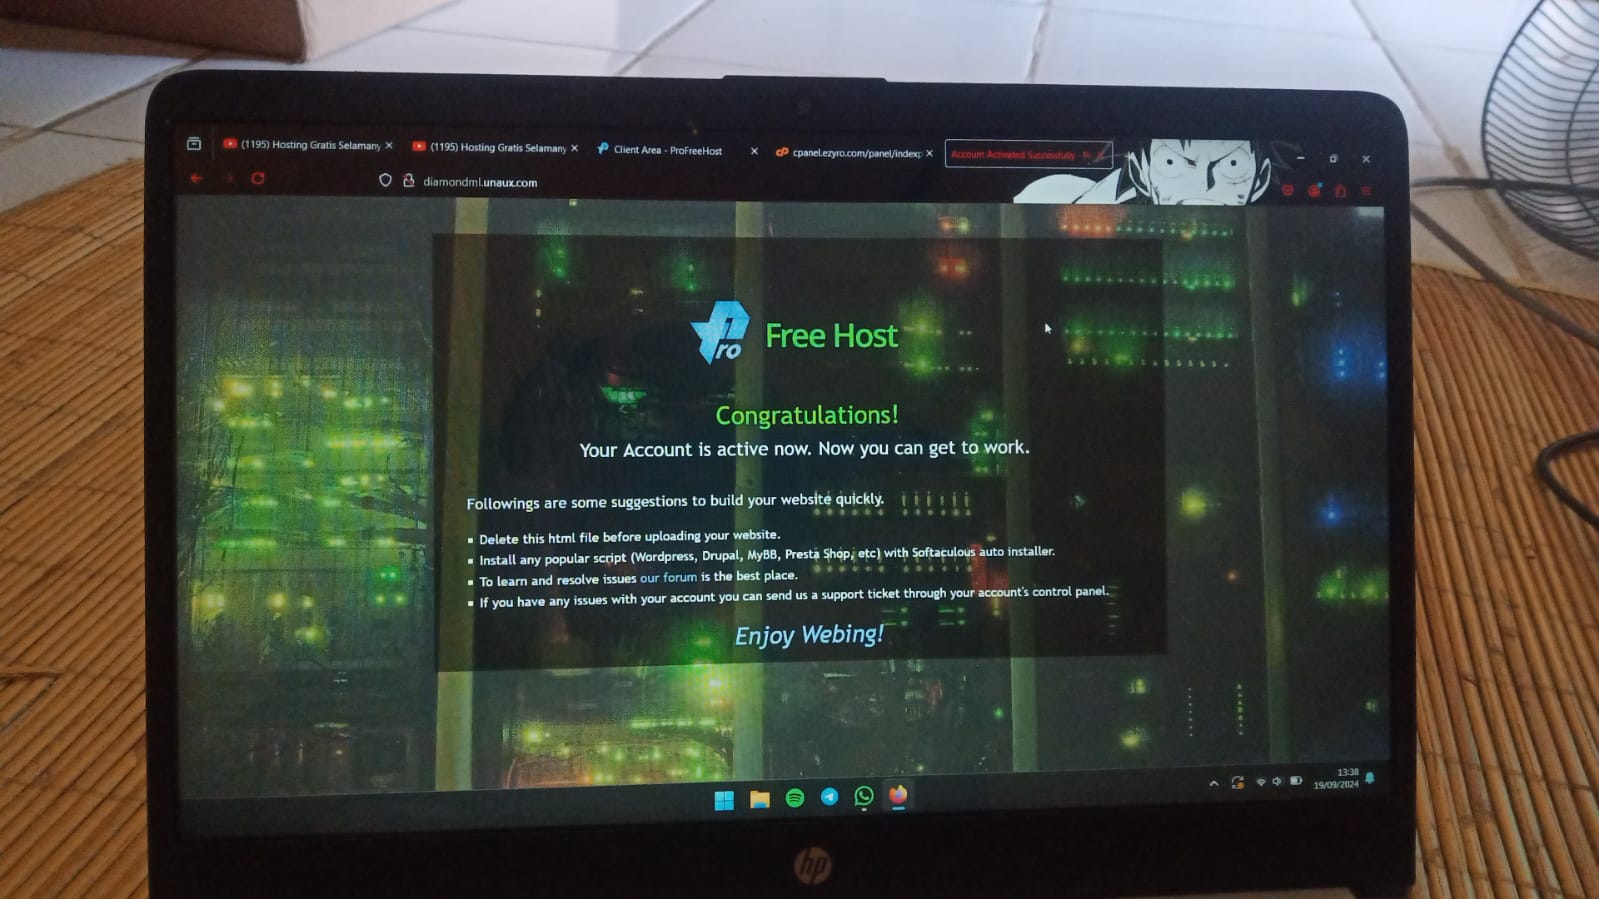 (1195) Hosting Gratis Selamany
(1195) Hosting Gratis Selamany
Client Area - ProFreeHost
cpanel.ezyro.com/panel/indexp
Account Activated Successfully - Pr
diamondml.unaux.com
Pro
Free Host
Congratulations!
Your Account is active now. Now you can get to work.
Followings are some suggestions to build your website quickly.
Delete this html file before uploading your website.
Install any popular script (Wordpress, Drupal, MyBB, Presta Shop, etc) with Softaculous auto installer.
To learn and resolve issues our forum is the best place.
If you have any issues with your account you can send us a support ticket through your account's control panel.
Enjoy Webing!
13:38
19/09/2024
hp